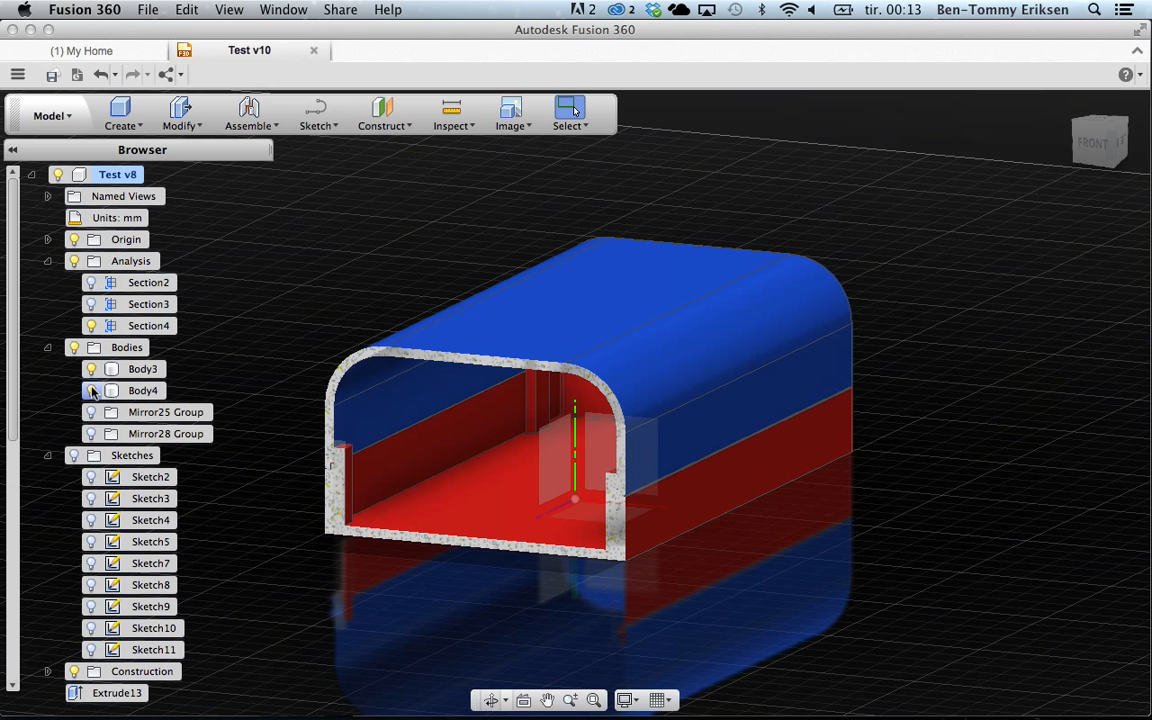 Fusion 360 File Edit View Window Share Help 2 2 tir. 00:13 Ben-Tommy Eriksen
Autodesk Fusion 360
(1) My Home Test v10
Model Create Modify Assemble Sketch Construct Inspect Image Select
Browser
FRONT
Test v8
Named Views
Units: mm
Origin
Analysis
Section2
Section3
Section4
Bodies
Body3
Body4
Mirror25 Group
Mirror28 Group
Sketches
Sketch2
Sketch3
Sketch4
Sketch5
Sketch7
Sketch8
Sketch9
Sketch10
Sketch11
Construction
Extrude13